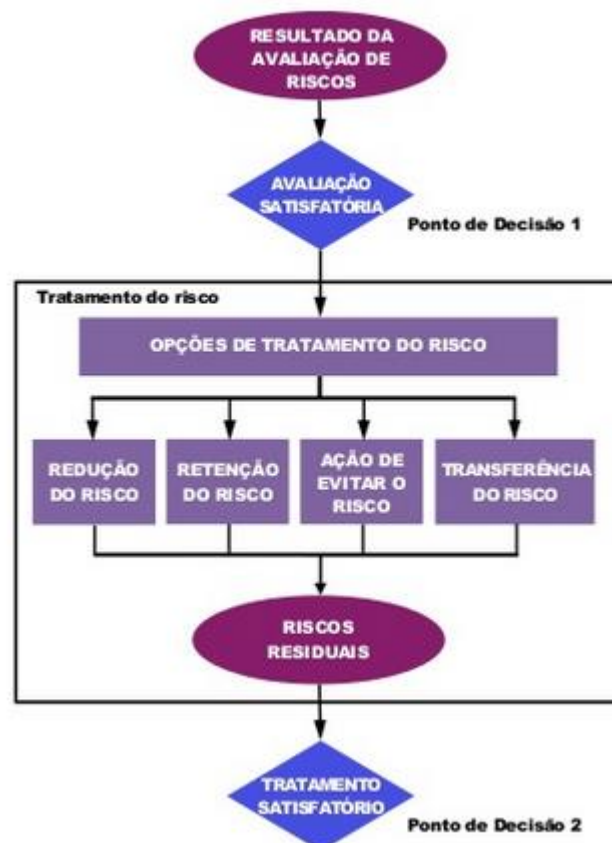 RESULTADO DA
AVALIAÇÃO DE
RISCOS
AVALIAÇÃO
SATISFATÓRIA
Ponto de Decisão 1
Tratamento do risco
OPÇÕES DE TRATAMENTO DO RISCO
REDUÇÃO
DO RISCO
RETENÇÃO
DO RISCO
AÇÃO DE
EVITAR O
RISCO
TRANSFERÊNCIA
DO RISCO
RISCOS
RESIDUAIS
TRATAMENTO
SATISFATÓRIO
Ponto de Decisão 2